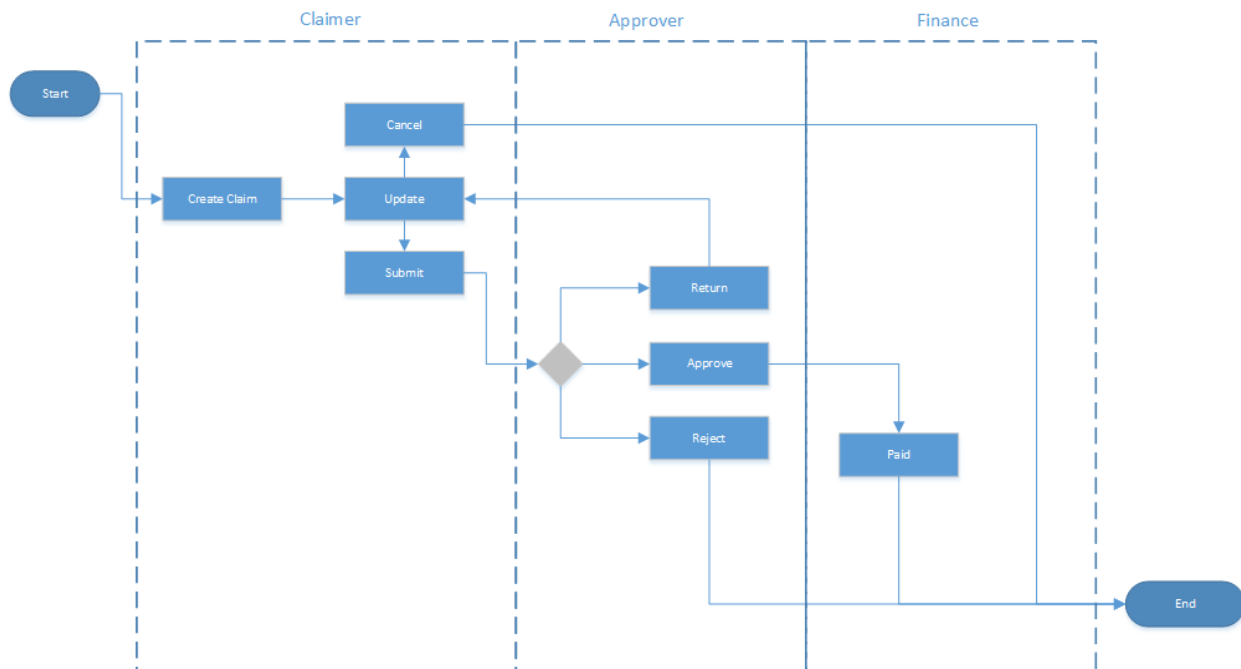 Claimer
Approver
Finance
Start
Cancel
Create Claim
Update
Submit
Return
Approve
Reject
Paid
End